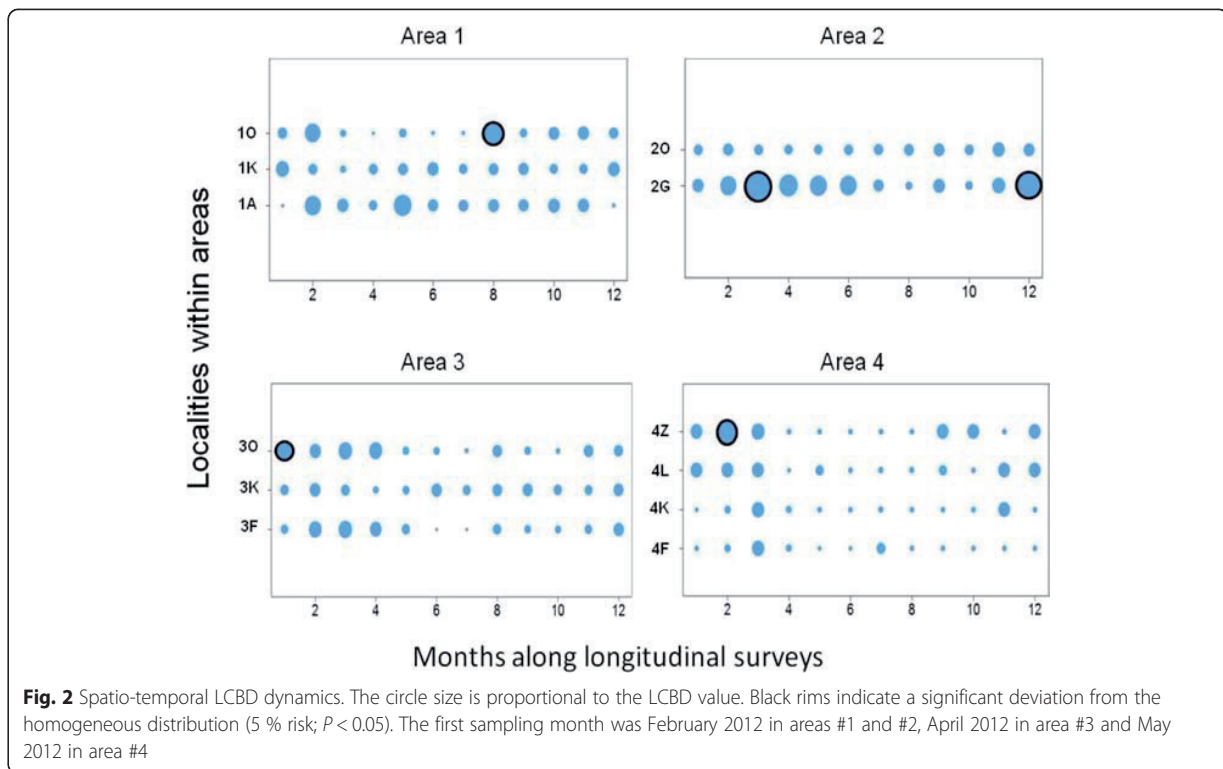 Area 1
Area 2
1O
1K
1A
2 4 6 8 10 12
2O
2G
2 4 6 8 10 12
Localities within areas
Area 3
Area 4
3O
3K
3F
2 4 6 8 10 12
4Z
4L
4K
4F
2 4 6 8 10 12
Months along longitudinal surveys
Fig. 2 Spatio-temporal LCBD dynamics. The circle size is proportional to the LCBD value. Black rims indicate a significant deviation from the
homogeneous distribution (5 % risk; P < 0.05). The first sampling month was February 2012 in areas #1 and #2, April 2012 in area #3 and May
2012 in area #4